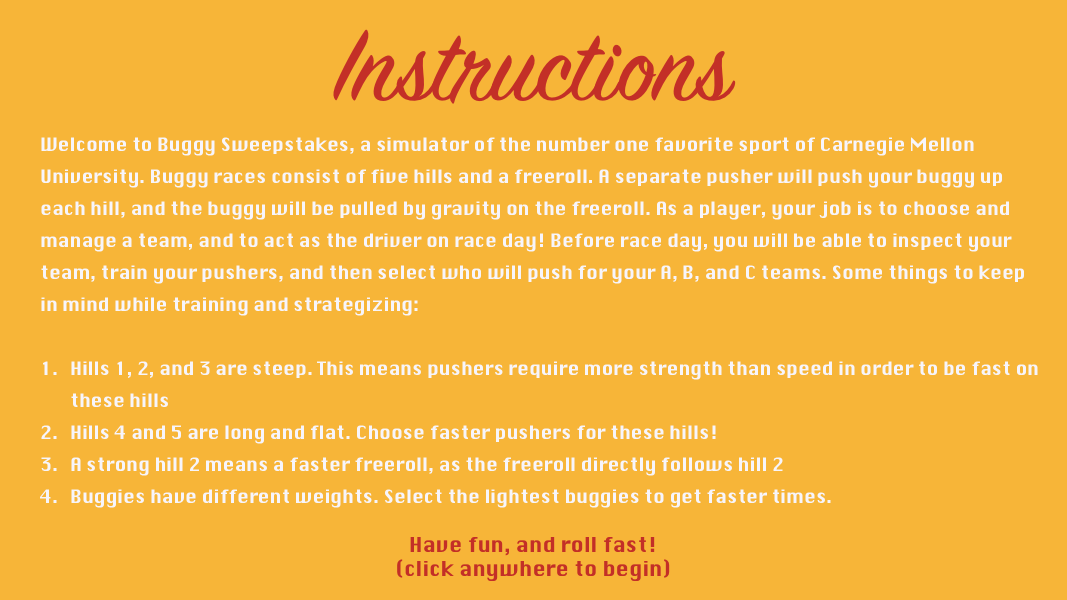 Instructions
Welcome to Buggy Sweepstakes, a simulator of the number one favorite sport of Carnegie Mellon
University. Buggy races consist of five hills and a freeroll. A separate pusher will push your buggy up
each hill, and the buggy will be pulled by gravity on the freeroll. As a player, your job is to choose and
manage a team, and to act as the driver on race day! Before race day, you will be able to inspect your
team, train your pushers, and then select who will push for your A, B, and C teams. Some things to keep
in mind while training and strategizing:
1. Hills 1, 2, and 3 are steep. This means pushers require more strength than speed in order to be fast on
these hills
2. Hills 4 and 5 are long and flat. Choose faster pushers for these hills!
3. A strong hill 2 means a faster freeroll, as the freeroll directly follows hill 2
4. Buggies have different weights. Select the lightest buggies to get faster times.
Have fun, and roll fast!
(click anywhere to begin)